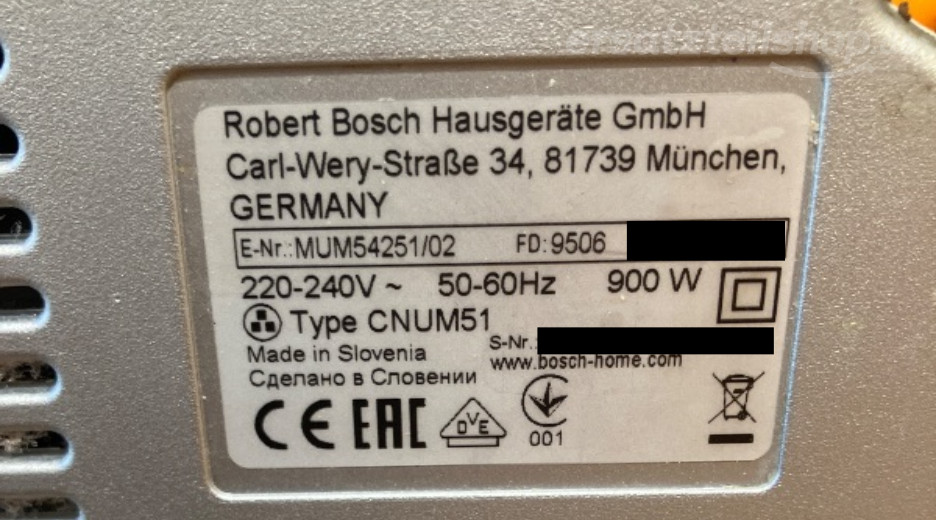 Robert Bosch Hausgeräte GmbH
Carl-Wery-Straße 34, 81739 München,
GERMANY
E-Nr.:MUM54251/02 FD:9506
220-240V ~ 50-60Hz 900 W
Type CNUM51
S-Nr.:
Made in Slovenia
www.bosch-home.com
Сделано в Словении
CE EAC DVE
001